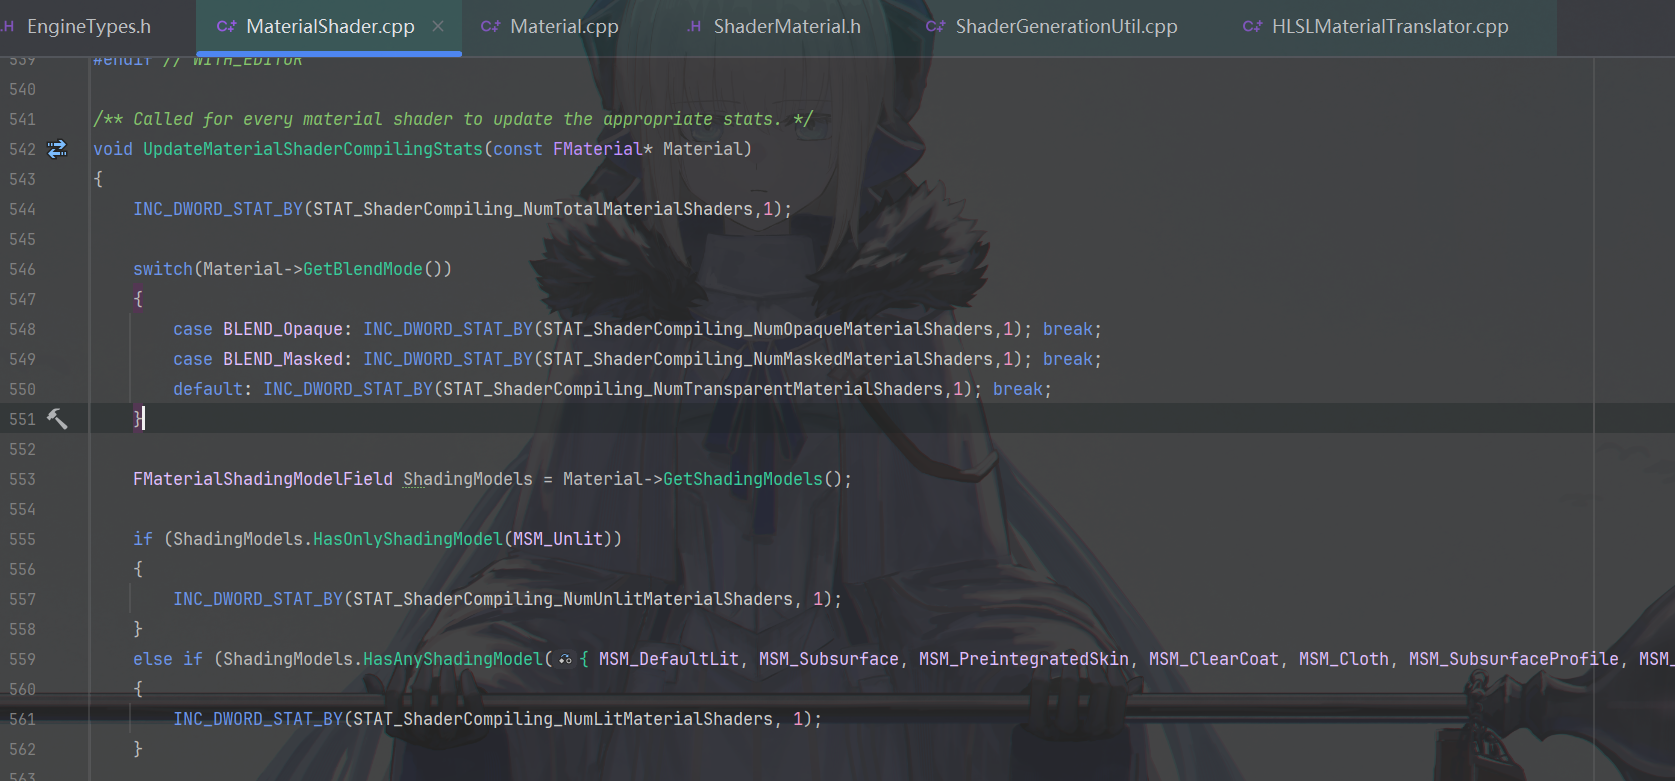 EngineTypes.h
MaterialShader.cpp
Material.cpp
ShaderMaterial.h
ShaderGenerationUtil.cpp
HLSLMaterialTranslator.cpp
539 #endif // WITH_EDITOR
540
541 /** Called for every material shader to update the appropriate stats. */
542 void UpdateMaterialShaderCompilingStats(const FMaterial* Material)
543 {
544 INC_DWORD_STAT_BY(STAT_ShaderCompiling_NumTotalMaterialShaders,1);
545
546 switch(Material->GetBlendMode())
547 {
548 case BLEND_Opaque: INC_DWORD_STAT_BY(STAT_ShaderCompiling_NumOpaqueMaterialShaders,1); break;
549 case BLEND_Masked: INC_DWORD_STAT_BY(STAT_ShaderCompiling_NumMaskedMaterialShaders,1); break;
550 default: INC_DWORD_STAT_BY(STAT_ShaderCompiling_NumTransparentMaterialShaders,1); break;
551 }
552
553 FMaterialShadingModelField ShadingModels = Material->GetShadingModels();
554
555 if (ShadingModels.HasOnlyShadingModel(MSM_Unlit))
556 {
557 INC_DWORD_STAT_BY(STAT_ShaderCompiling_NumUnlitMaterialShaders, 1);
558 }
559 else if (ShadingModels.HasAnyShadingModel({ MSM_DefaultLit, MSM_Subsurface, MSM_PreintegratedSkin, MSM_ClearCoat, MSM_Cloth, MSM_SubsurfaceProfile, MSM_
560 {
561 INC_DWORD_STAT_BY(STAT_ShaderCompiling_NumLitMaterialShaders, 1);
562 }
563